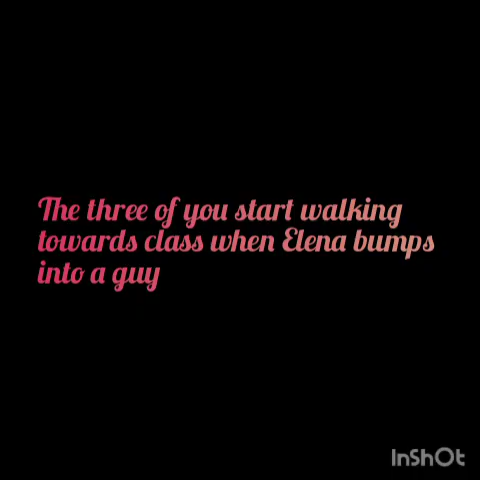 The three of you start walking
towards class when Elena bumps
into a guy
InShOt